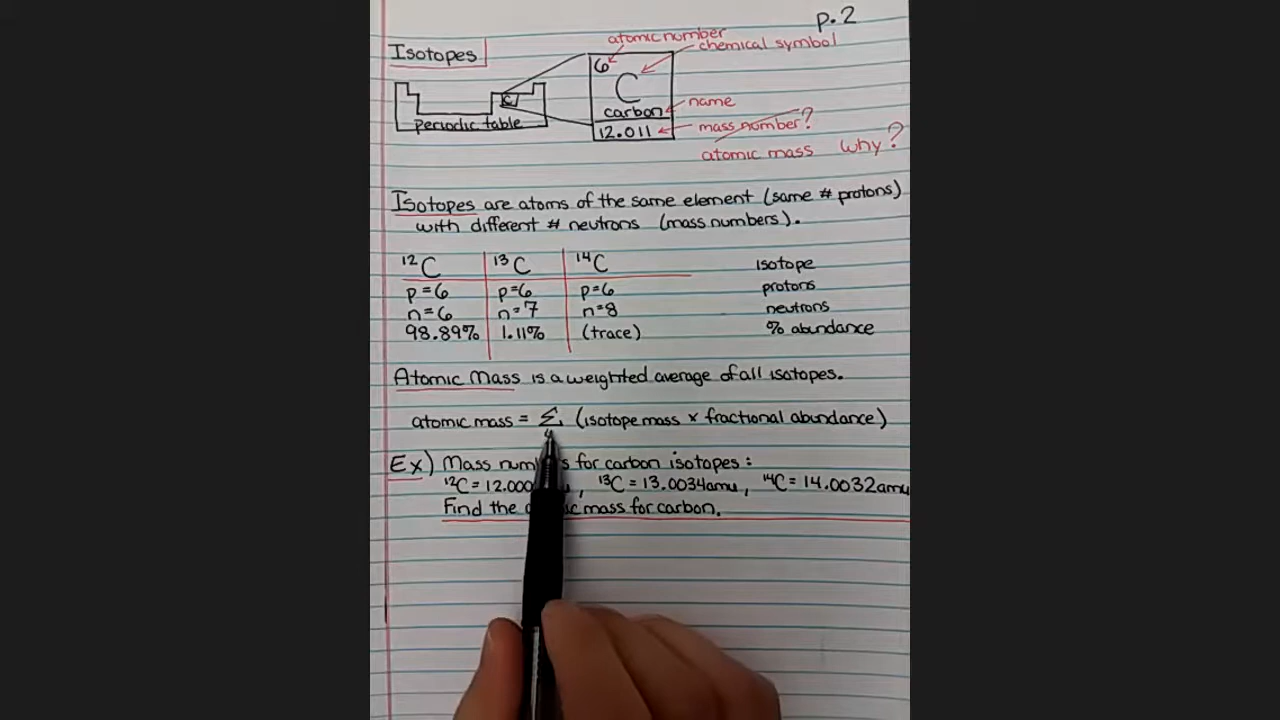 p. 2
Isotopes
atomic number
chemical symbol
6
C
carbon
name
12.011
mass number?
atomic mass why?
C
periodic table
Isotopes are atoms of the same element (same # protons)
with different # neutrons (mass numbers).
¹²C ¹³C ¹⁴C isotope
p=6 p=6 p=6 protons
n=6 n=7 n=8 neutrons
98.89% 1.11% (trace) % abundance
Atomic Mass is a weighted average of all isotopes.
atomic mass = Σ (isotope mass × fractional abundance)
Ex) Mass for carbon isotopes:
¹²C = , ¹³C = 13.0034amu, ¹⁴C = 14.0032amu
Find the mass for carbon.